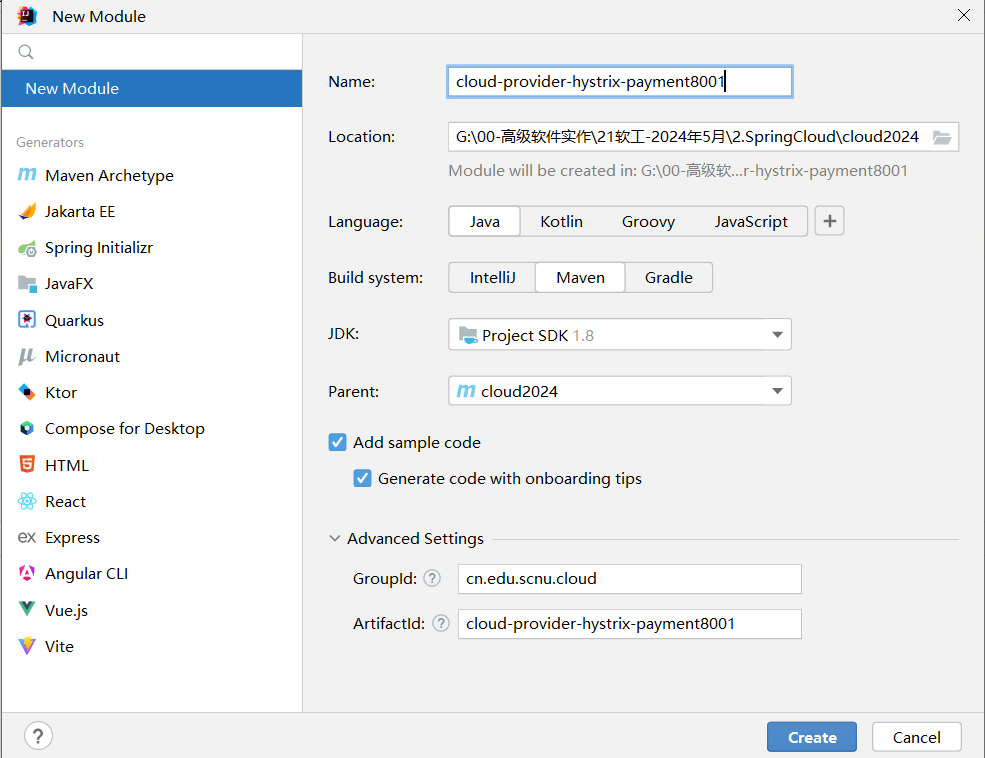 New Module
New Module
Generators
Maven Archetype
Jakarta EE
Spring Initializr
JavaFX
Quarkus
Micronaut
Ktor
Compose for Desktop
HTML
React
ex Express
Angular CLI
Vue.js
Vite
Name: cloud-provider-hystrix-payment8001
Location: G:\00-高级软件实作\21软工-2024年5月\2.SpringCloud\cloud2024
Module will be created in: G:\00-高级软...r-hystrix-payment8001
Language: Java Kotlin Groovy JavaScript +
Build system: IntelliJ Maven Gradle
JDK: Project SDK 1.8
Parent: m cloud2024
Add sample code
Generate code with onboarding tips
Advanced Settings
GroupId: ? cn.edu.scnu.cloud
ArtifactId: ? cloud-provider-hystrix-payment8001
? Create Cancel